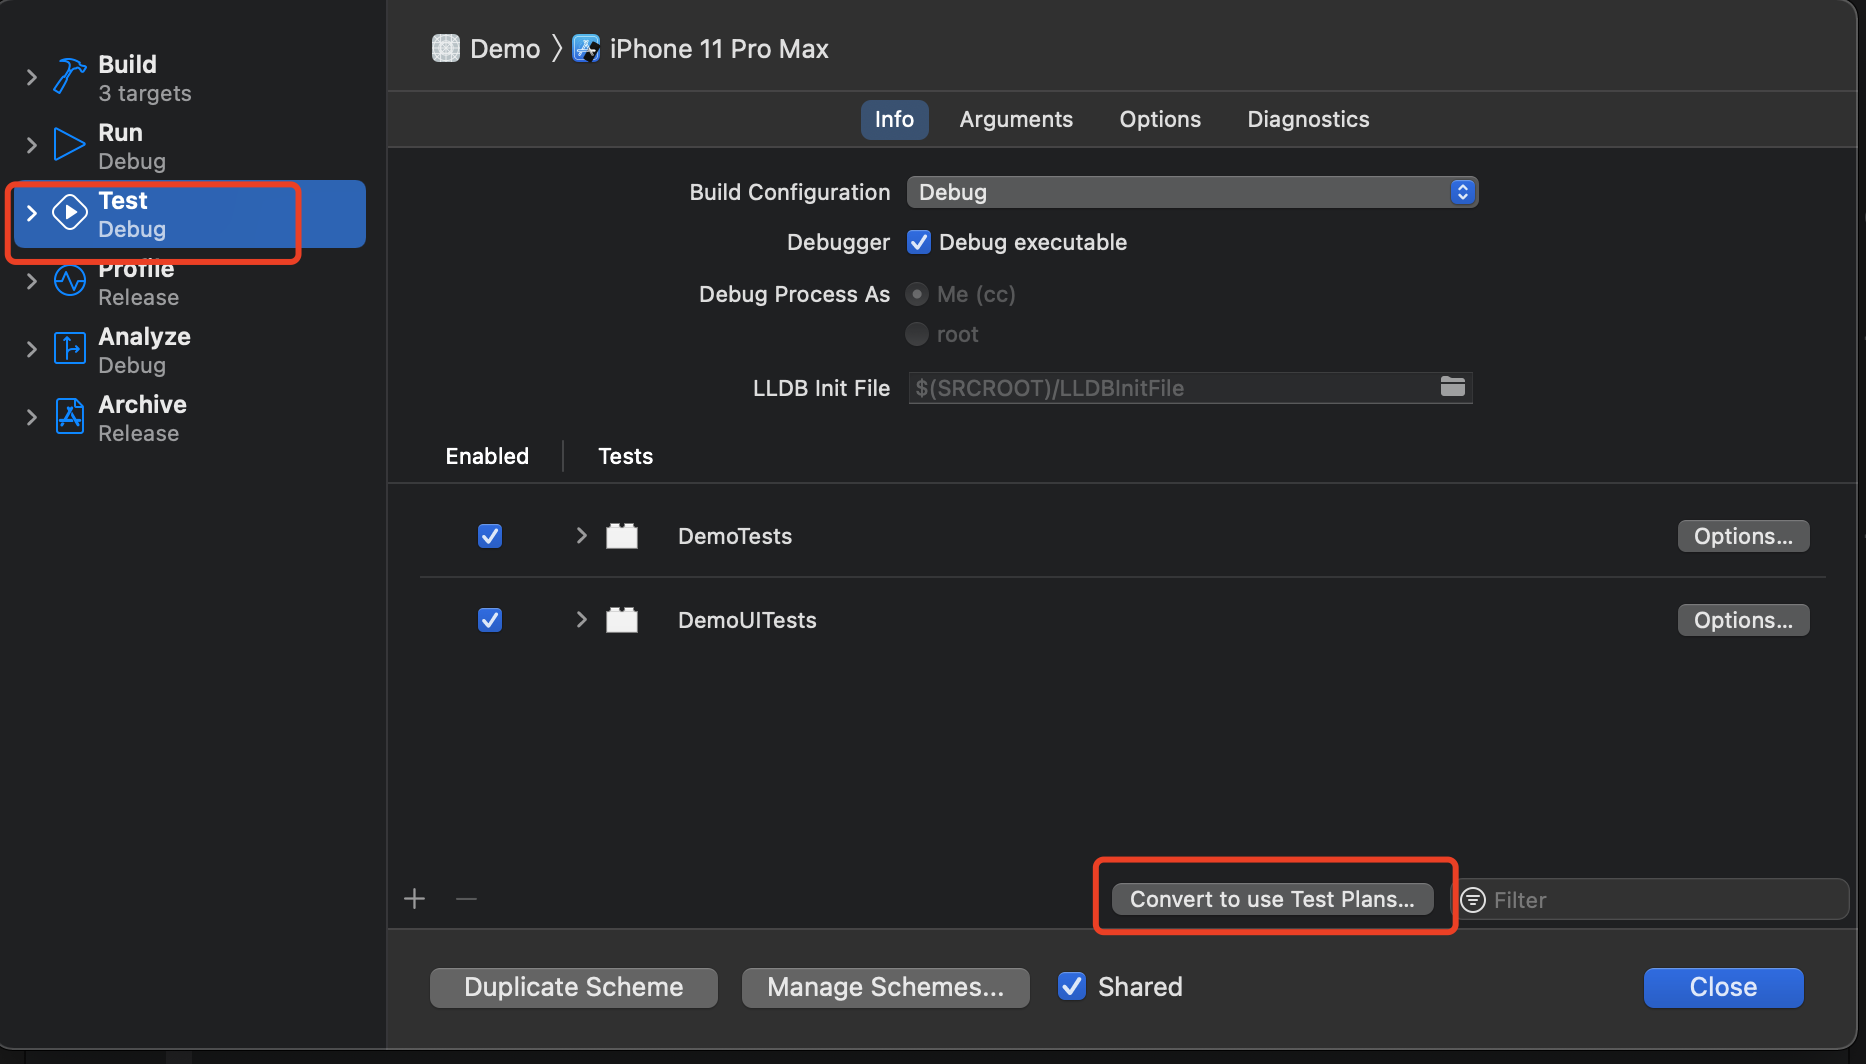 Build
3 targets
Run
Debug
Test
Debug
Profile
Release
Analyze
Debug
Archive
Release
Demo 〉 iPhone 11 Pro Max
Info Arguments Options Diagnostics
Build Configuration Debug
Debugger Debug executable
Debug Process As Me (cc)
root
LLDB Init File $(SRCROOT)/LLDBInitFile
Enabled Tests
DemoTests Options...
DemoUITests Options...
Convert to use Test Plans... Filter
Duplicate Scheme Manage Schemes... Shared Close